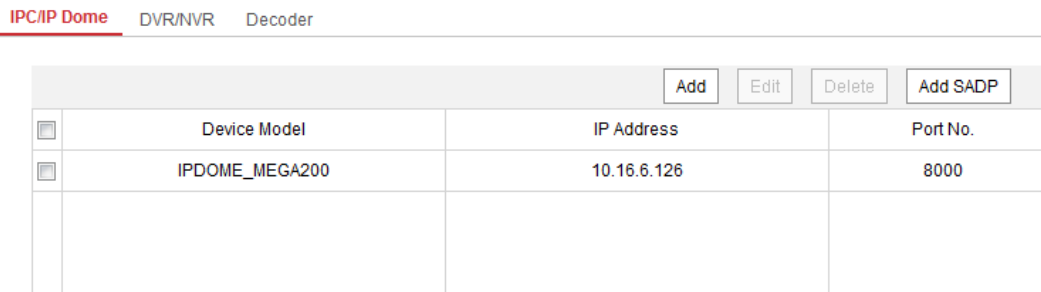 IPC/IP Dome DVR/NVR Decoder
Add Edit Delete Add SADP
Device Model IP Address Port No.
IPDOME_MEGA200 10.16.6.126 8000